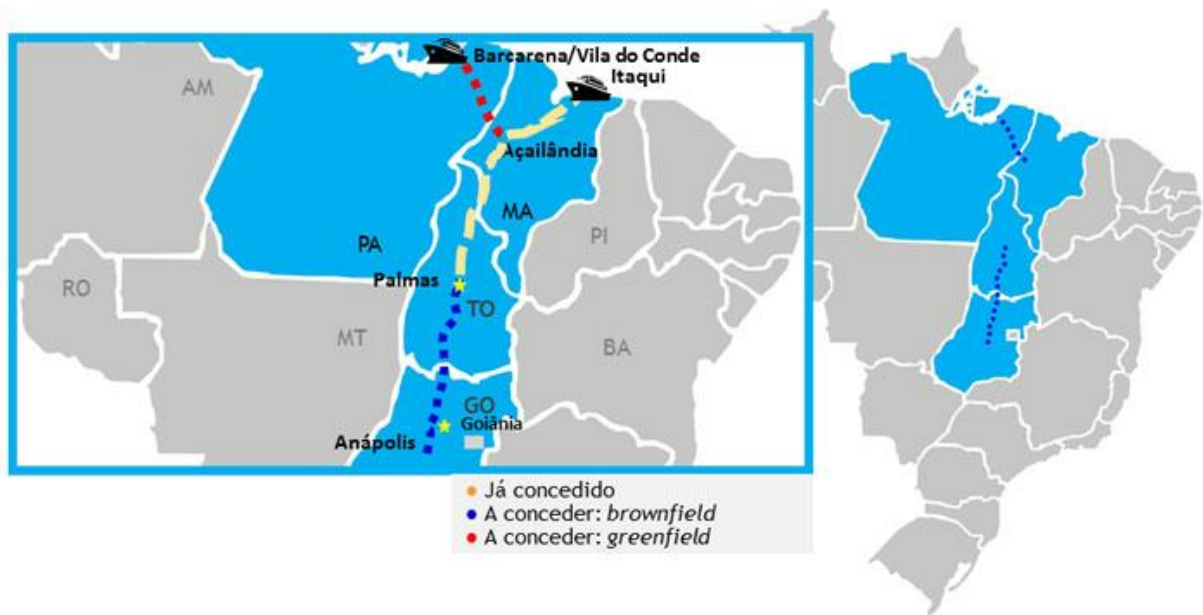 Barcarena/Vila do Conde
Itaqui
AM
Açailândia
MA
PA
PI
Palmas
RO
TO
MT
BA
GO
Goiânia
Anápolis
Já concedido
A conceder: brownfield
A conceder: greenfield